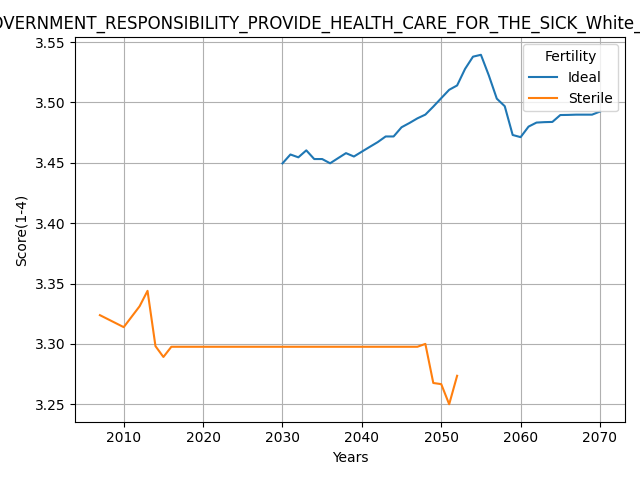 OVERNMENT_RESPONSIBILITY_PROVIDE_HEALTH_CARE_FOR_THE_SICK_White_
3.55
3.50
3.45
3.40
3.35
3.30
3.25
Score(1-4)
Fertility
Ideal
Sterile
2010 2020 2030 2040 2050 2060 2070
Years